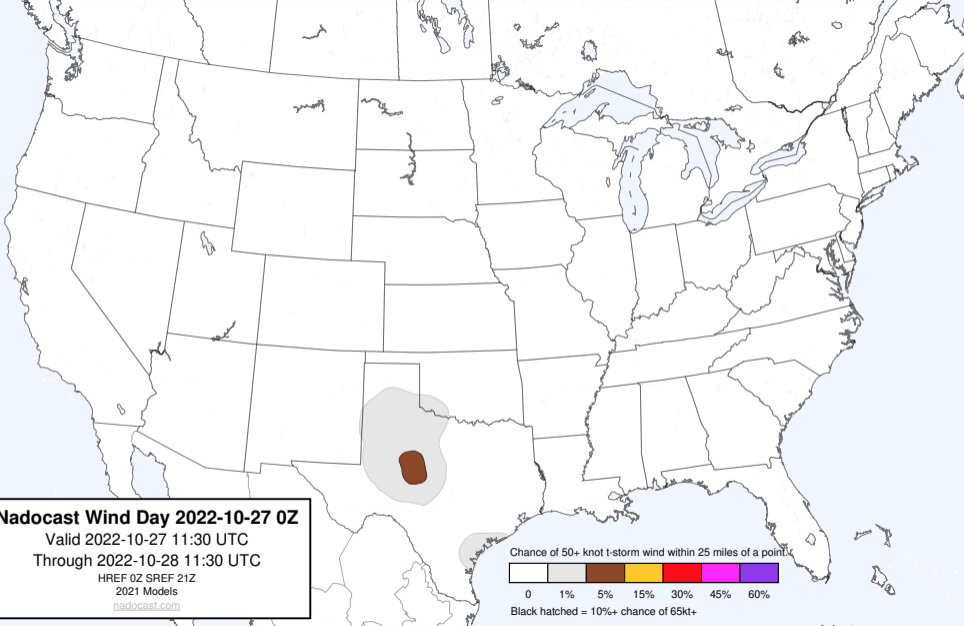 Nadocast Wind Day 2022-10-27 0Z
Valid 2022-10-27 11:30 UTC
Through 2022-10-28 11:30 UTC
HREF 0Z SREF 21Z
2021 Models
nadocast.com
Chance of 50+ knot t-storm wind within 25 miles of a point.
0 1% 5% 15% 30% 45% 60%
Black hatched = 10%+ chance of 65kt+